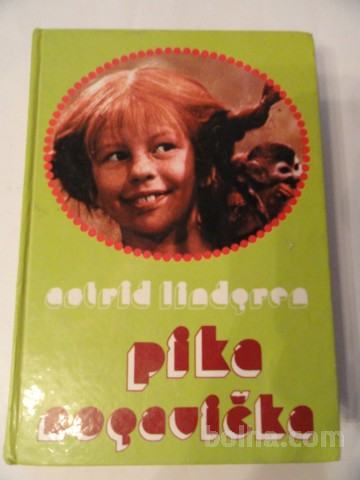 astrid lindgren
pika
nogavička
bolha.com